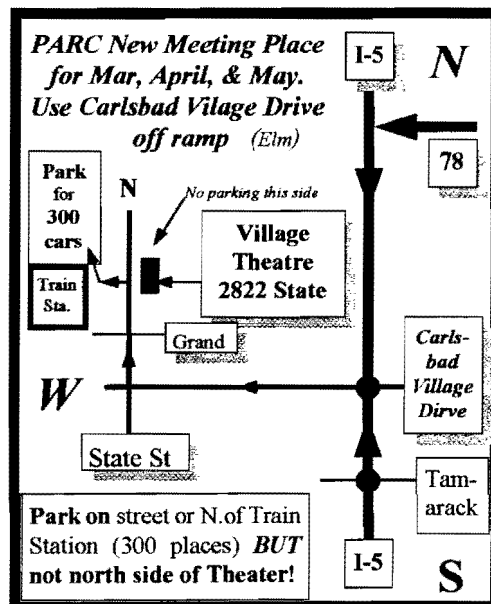 PARC New Meeting Place
for Mar, April, & May.
Use Carlsbad Vilage Drive
off ramp (Elm)
I-5
N
78
Park
for
300
cars
N
No parking this side
Village
Theatre
2822 State
Train
Sta.
Grand
W
Carls-
bad
Village
Dirve
State St
Tam-
arack
Park on street or N.of Train
Station (300 places) BUT
not north side of Theater!
I-5
S